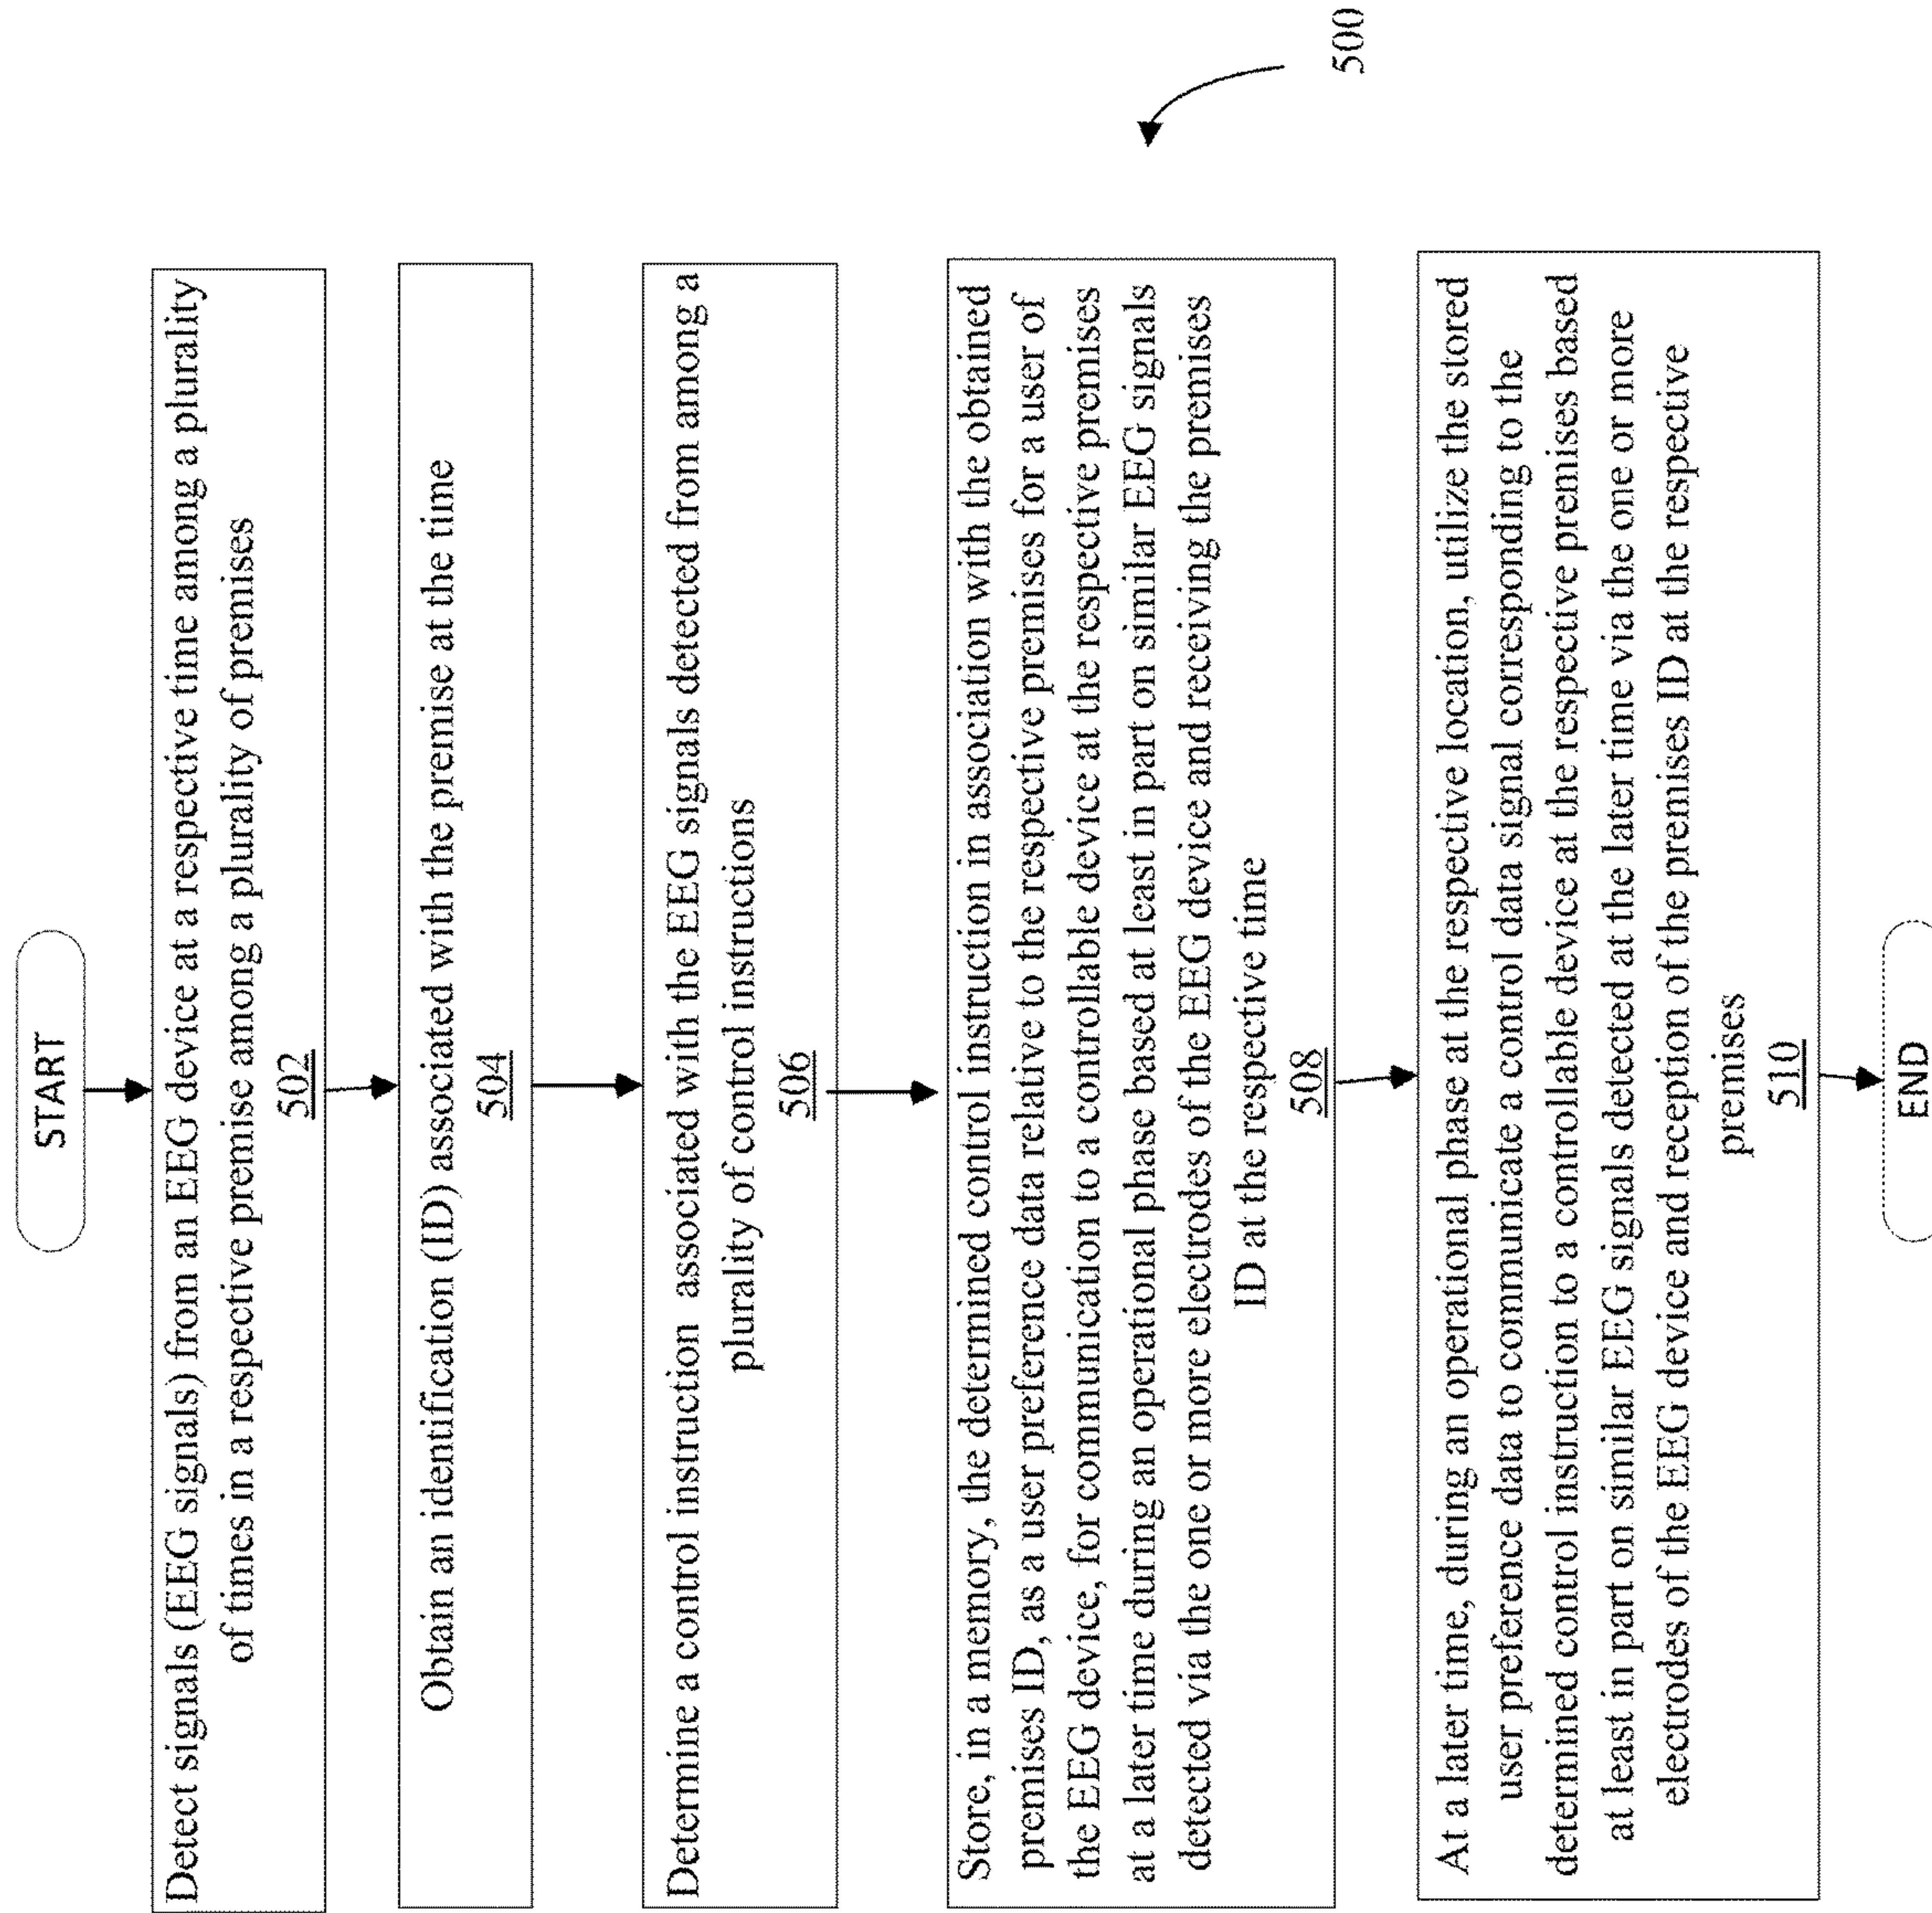 START
Detect signals (EEG signals) from an EEG device at a respective time among a plurality
of times in a respective premise among a plurality of premises
502
Obtain an identification (ID) associated with the premise at the time
504
Determine a control instruction associated with the EEG signals detected from among a
plurality of control instructions
506
Store, in a memory, the determined control instruction in association with the obtained
premises ID, as a user preference data relative to the respective premises for a user of
the EEG device, for communication to a controllable device at the respective premises
at a later time during an operational phase based at least in part on similar EEG signals
detected via the one or more electrodes of the EEG device and receiving the premises
ID at the respective time
508
At a later time, during an operational phase at the respective location, utilize the stored
user preference data to communicate a control data signal corresponding to the
determined control instruction to a controllable device at the respective premises based
at least in part on similar EEG signals detected at the later time via the one or more
electrodes of the EEG device and reception of the premises ID at the respective
premises
510
END
500